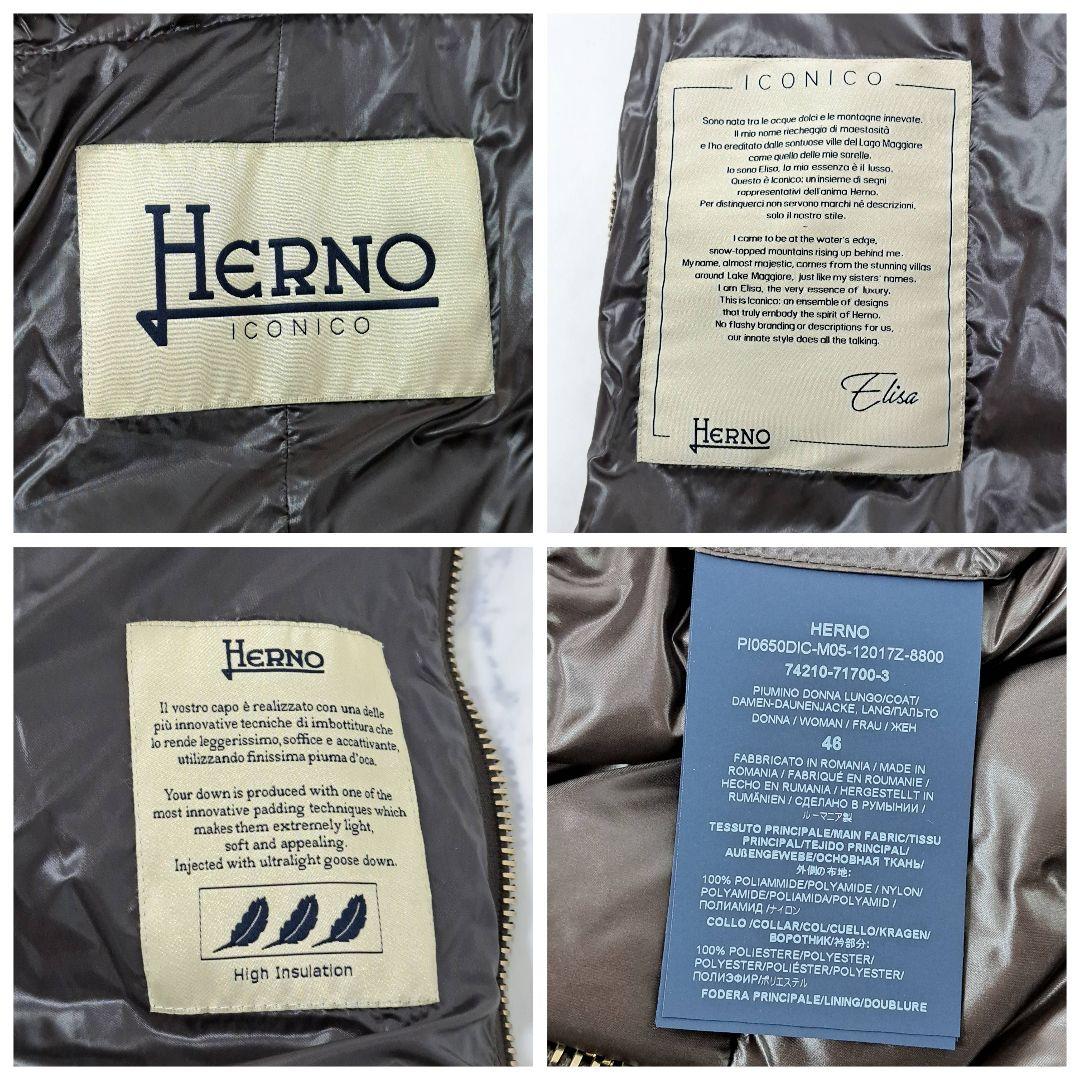 HERNO
ICONICO
ICONICO
Sono nata tra le acque dolci e le montagne innevate.
Il mio nome riecheggia di maestosità
e l'ho ereditato dalle sontuose ville del Lago Maggiore
come quello delle mie sorelle.
Io sono Elisa, la mia essenza è il lusso.
Questo è Iconico: un insieme di segni
rappresentativi dell'anima Herno.
Per distinguerci non servono marchi né descrizioni,
solo il nostro stile.
-
I came to be at the water's edge,
snow-topped mountains rising up behind me.
My name, almost majestic, comes from the stunning villas
around Lake Maggiore, just like my sisters' names.
I am Elisa, the very essence of luxury.
This is Iconico: an ensemble of designs
that truly embody the spirit of Herno.
No flashy branding or descriptions for us,
our innate style does all the talking.
Elisa
HERNO
HERNO
Il vostro capo è realizzato con una delle
più innovative tecniche di imbottitura che
lo rende leggerissimo, soffice e accattivante,
utilizzando finissima piuma d'oca.
Your down is produced with one of the
most innovative padding techniques which
makes them extremely light,
soft and appealing.
Injected with ultralight goose down.
High Insulation
HERNO
PI0650DIC-M05-12017Z-8800
74210-71700-3
PIUMINO DONNA LUNGO/COAT/
DAMEN-DAUNENJACKE, LANG/ПАЛЬТО
DONNA / WOMAN / FRAU / ЖЕН
46
FABBRICATO IN ROMANIA / MADE IN
ROMANIA / FABRIQUÉ EN ROUMANIE /
HECHO EN RUMANIA / HERGESTELLT IN
RUMÄNIEN / СДЕЛАНО В РУМЫНИИ /
ルーマニア製
TESSUTO PRINCIPALE/MAIN FABRIC/TISSU
PRINCIPAL/TEJIDO PRINCIPAL/
AUßENGEWEBE/ОСНОВНАЯ ТКАНЬ/
外側の布地:
100% POLIAMMIDE/POLYAMIDE / NYLON/
POLYAMIDE/POLIAMIDA/POLYAMID /
ПОЛИАМИД /ナイロン
COLLO /COLLAR/COL/CUELLO/KRAGEN/
ВОРОТНИК/衿部分:
100% POLIESTERE/POLYESTER/
POLYESTER/POLIÉSTER/POLYESTER/
ПОЛИЭФИР/ポリエステル
FODERA PRINCIPALE/LINING/DOUBLURE